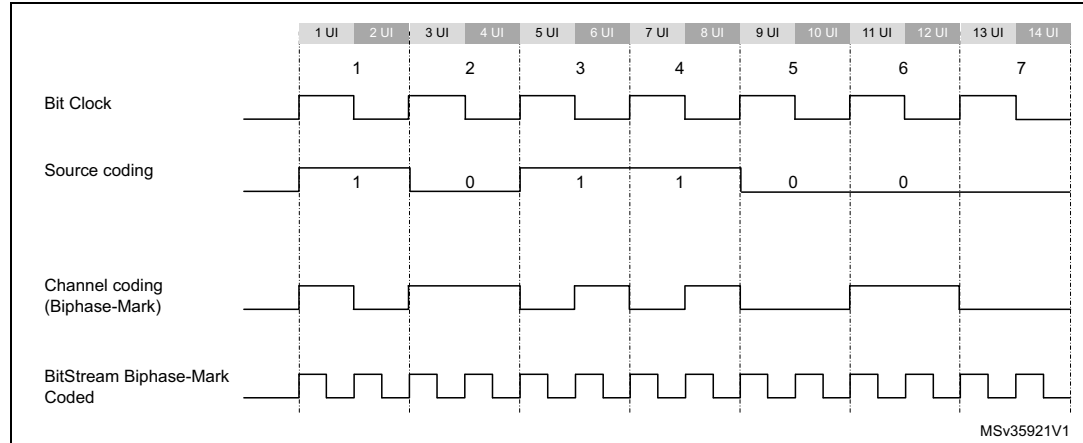 1 UI 2 UI 3 UI 4 UI 5 UI 6 UI 7 UI 8 UI 9 UI 10 UI 11 UI 12 UI 13 UI 14 UI
1 2 3 4 5 6 7
Bit Clock
Source coding
1 0 1 1 0 0
Channel coding
(Biphase-Mark)
BitStream Biphase-Mark
Coded
MSv35921V1